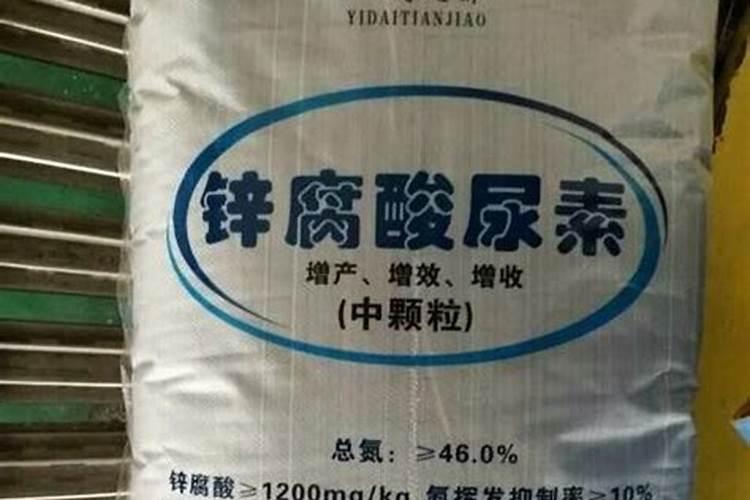 YIDAITIANJIAO
锌腐酸尿素
增产、增效、增收
(中颗粒)
总氮：≥46.0%
锌腐酸≥1200mg/kg 氨挥发抑制率≥10%